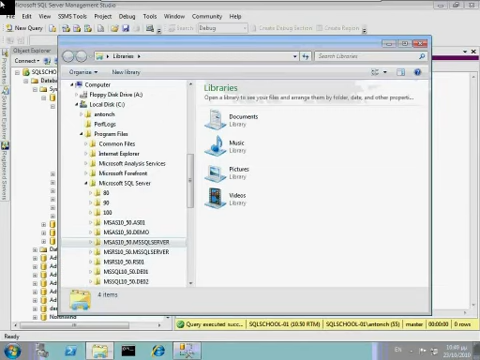 Microsoft SQL Server Management Studio
Edit View SSMS Tools Project Debug Tools Window Community Help
New Query
Debug
Object Explorer
Connect
Libraries
Search Libraries
Organize
New library
Computer
Floppy Disk Drive (A:)
Local Disk (C:)
antonch
PerfLogs
Program Files
Common Files
Internet Explorer
Microsoft Analysis Services
Microsoft Forefront
Microsoft SQL Server
80
90
100
MSAS10_50.AS01
MSAS10_50.DEMO
MSAS10_50.MSSQLSERVER
MSRS10_50.MSSQLSERVER
MSRS10_50.RS01
MSSQL10_50.DE01
MSSQL10_50.DE02
Libraries
Open a library to see your files and arrange them by folder, date, and other properti...
Documents
Library
Music
Library
Pictures
Library
Videos
Library
4 items
Query executed succ...
SQLSCHOOL-01 (10.50 RTM)
SQLSCHOOL-01\antonch (55)
master
00:00:00
0 rows
Ready
EN
10:49 μμ
20/10/2010